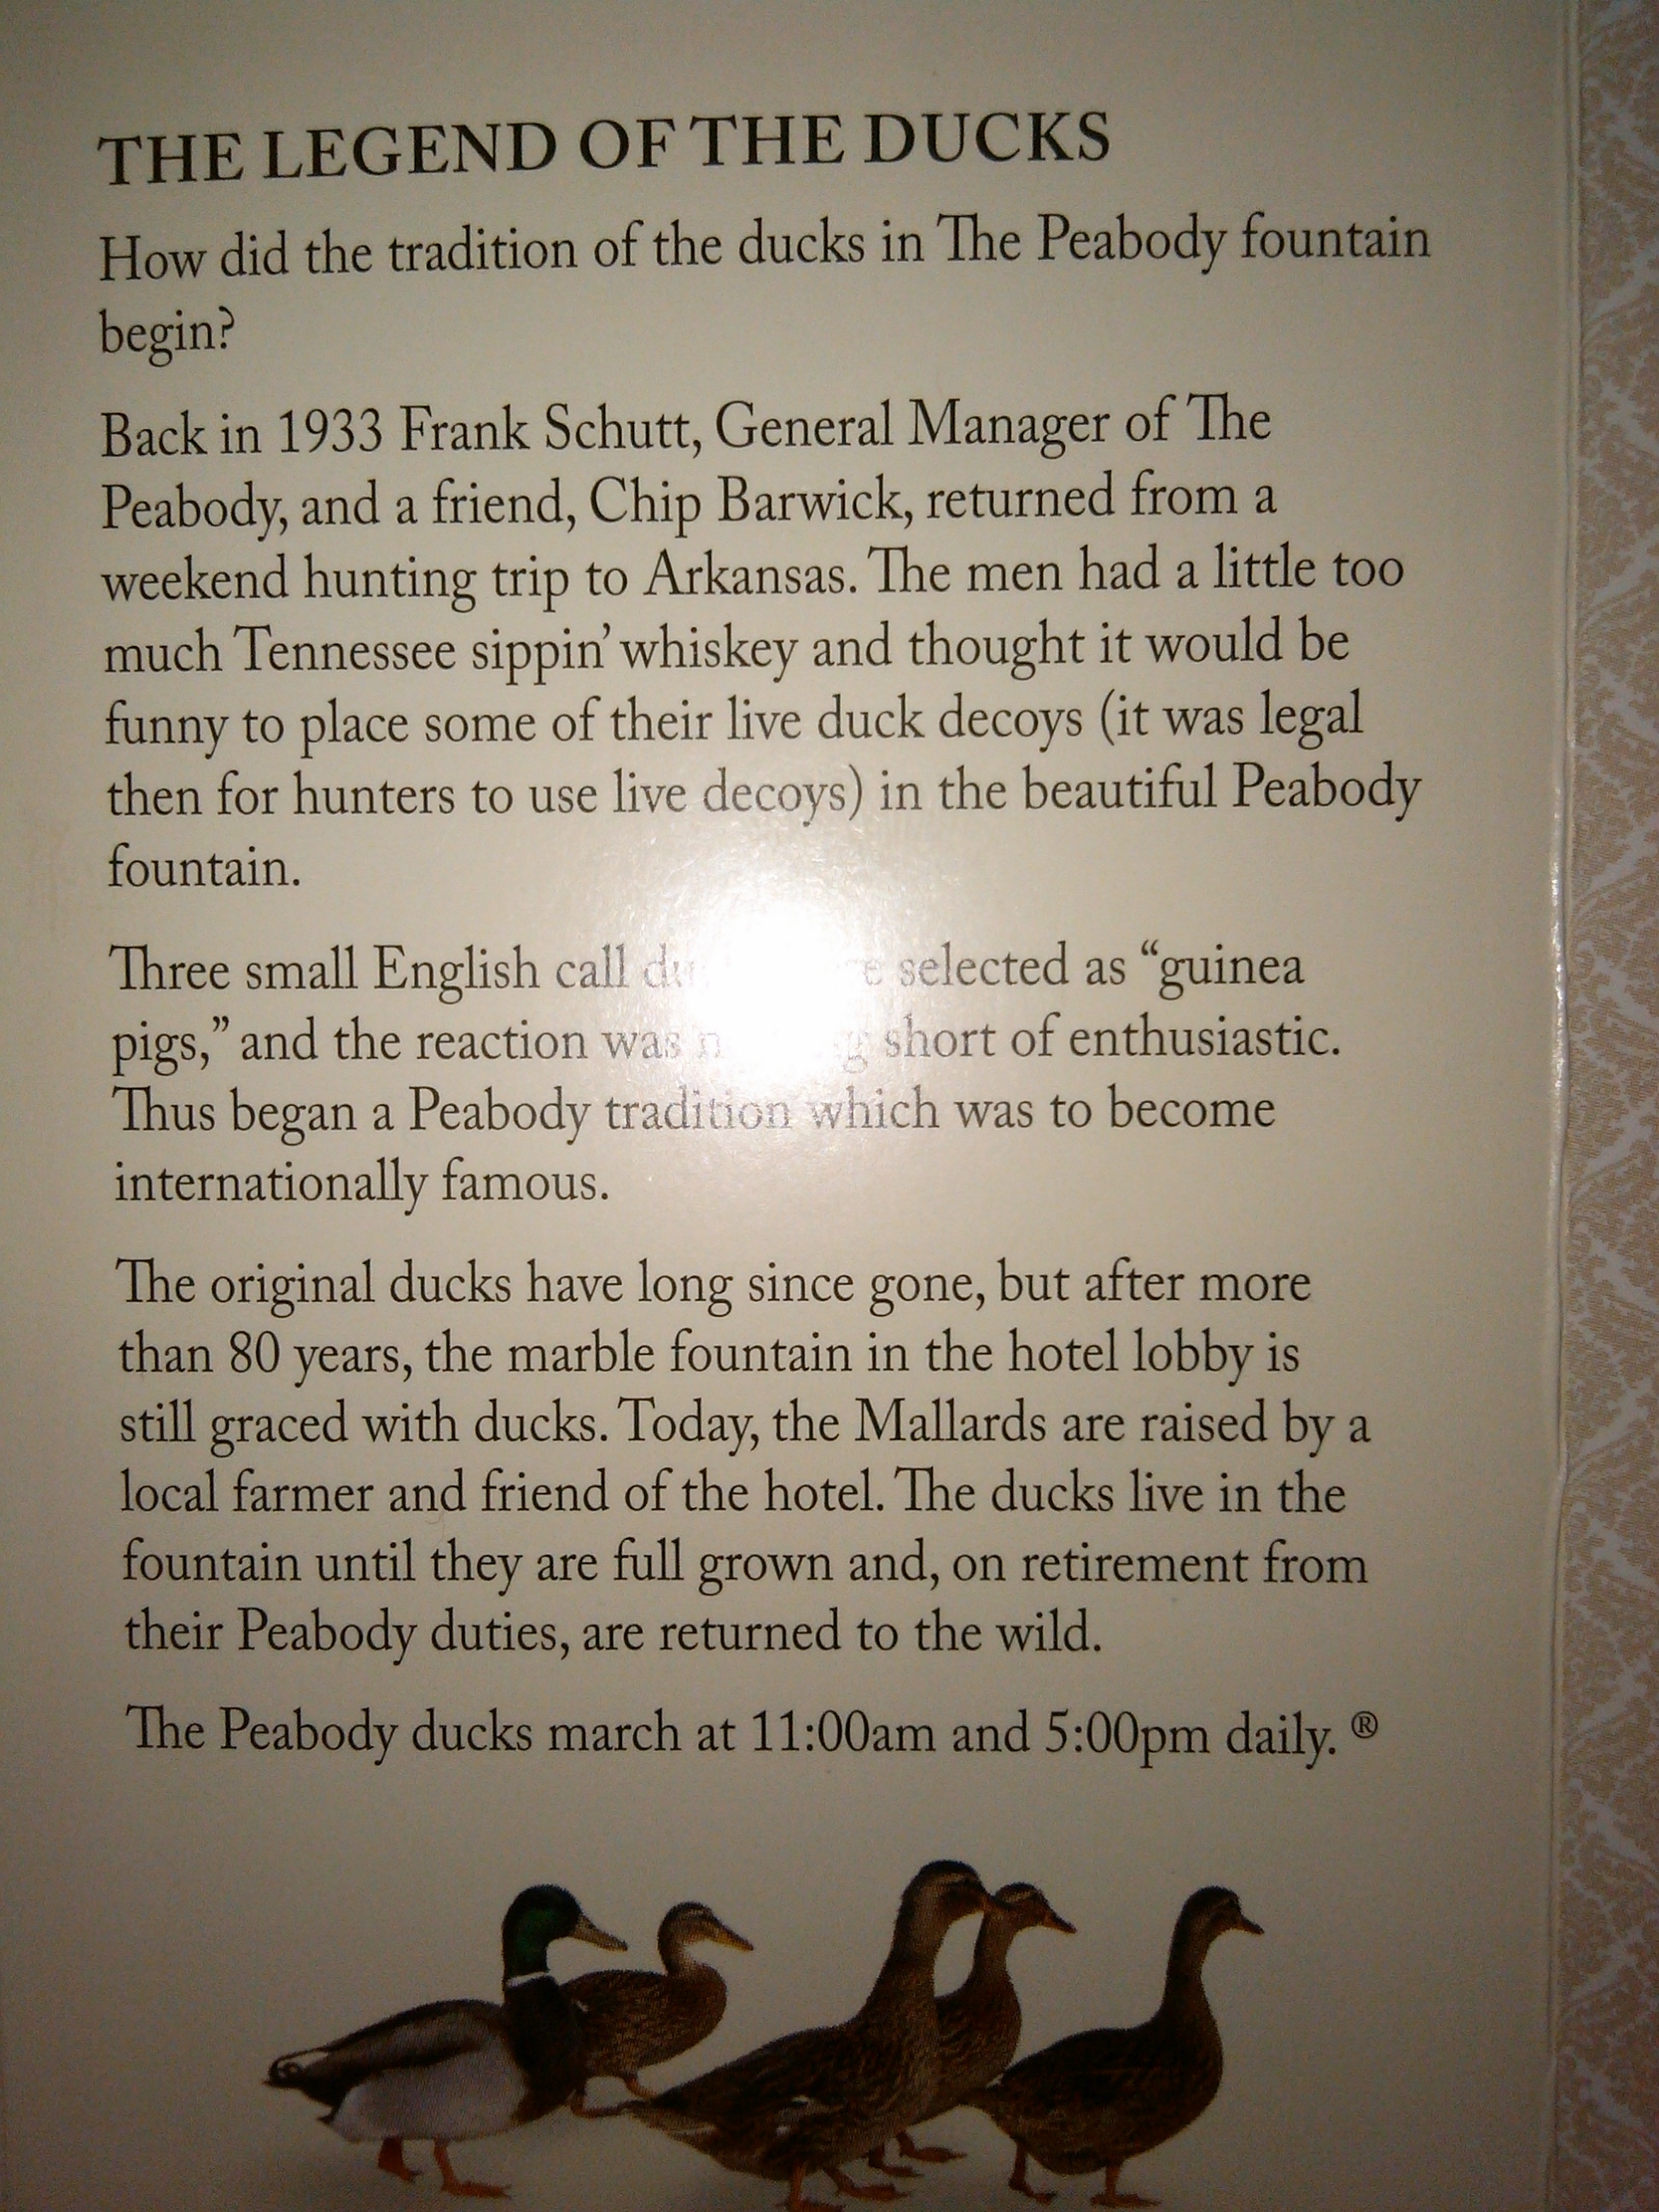 THE LEGEND OF THE DUCKS
How did the tradition of the ducks in The Peabody fountain
begin?
Back in 1933 Frank Schutt, General Manager of The
Peabody, and a friend, Chip Barwick, returned from a
weekend hunting trip to Arkansas. The men had a little too
much Tennessee sippin’ whiskey and thought it would be
funny to place some of their live duck decoys (it was legal
then for hunters to use live decoys) in the beautiful Peabody
fountain.
Three small English call selected as “guinea
pigs,” and the reaction was short of enthusiastic.
Thus began a Peabody tradition which was to become
internationally famous.
The original ducks have long since gone, but after more
than 80 years, the marble fountain in the hotel lobby is
still graced with ducks. Today, the Mallards are raised by a
local farmer and friend of the hotel. The ducks live in the
fountain until they are full grown and, on retirement from
their Peabody duties, are returned to the wild.
The Peabody ducks march at 11:00am and 5:00pm daily. ®